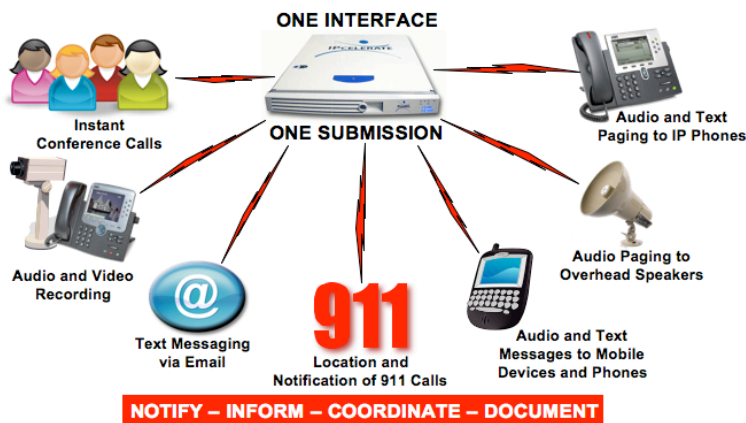 ONE INTERFACE
IPCELERATE
ONE SUBMISSION
Instant
Conference Calls
Audio and Text
Paging to IP Phones
Audio and Video
Recording
Audio Paging to
Overhead Speakers
@
Text Messaging
via Email
911
Location and
Notification of 911 Calls
Audio and Text
Messages to Mobile
Devices and Phones
NOTIFY – INFORM – COORDINATE – DOCUMENT